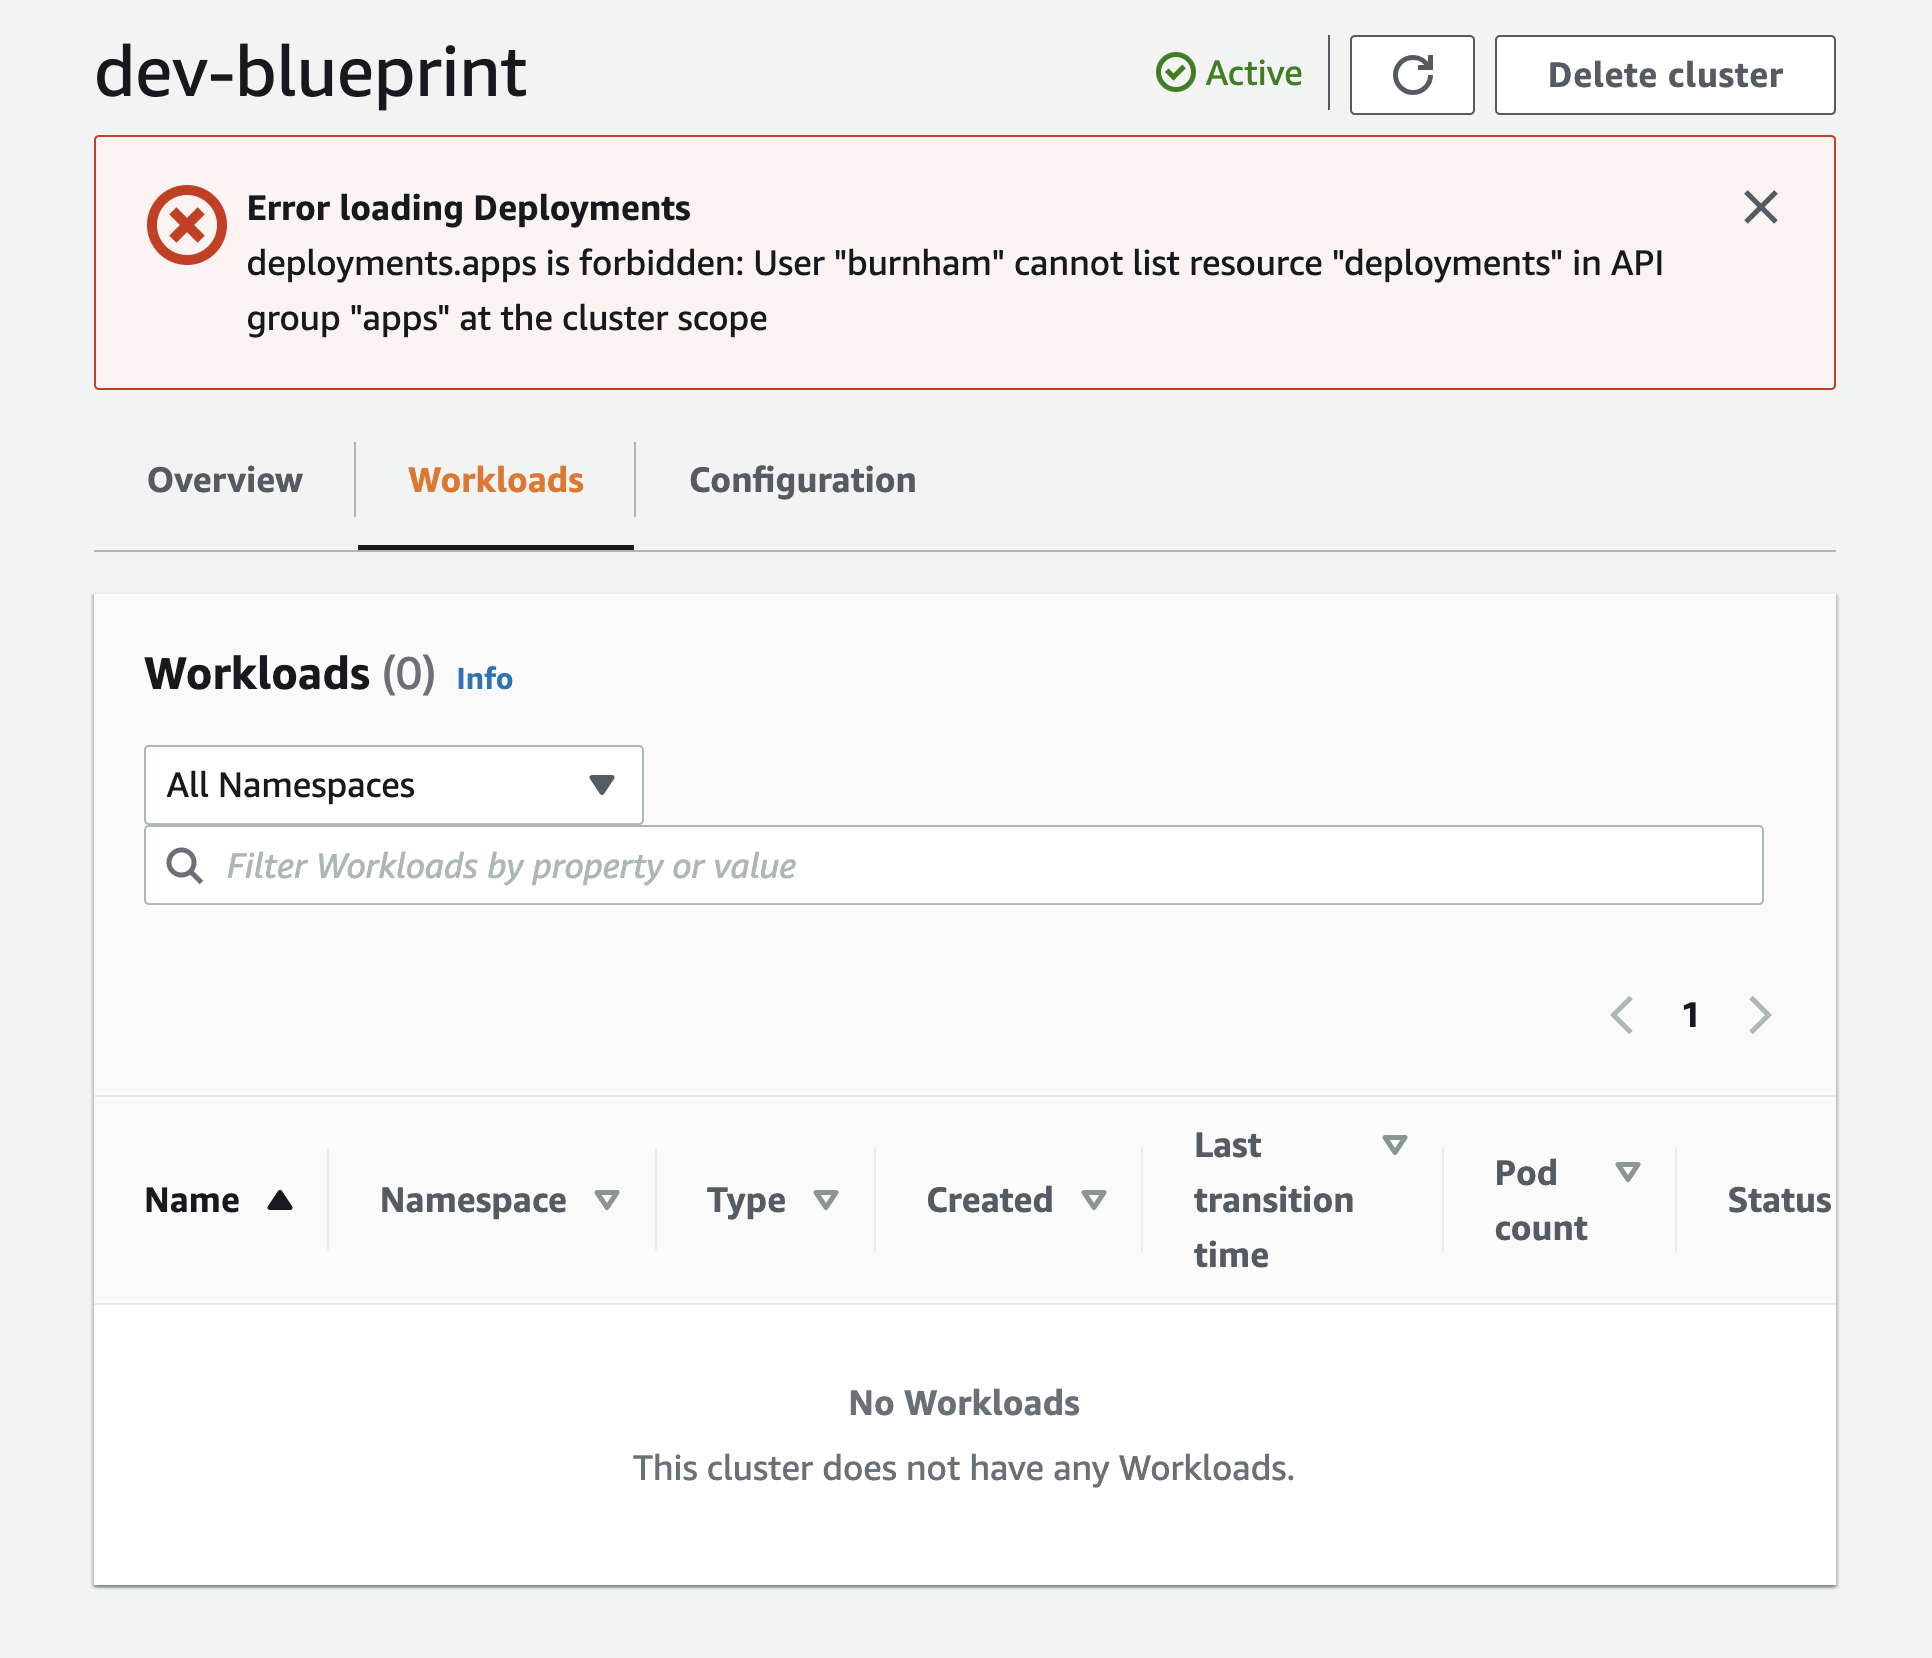 dev-blueprint
Active
Delete cluster
Error loading Deployments
deployments.apps is forbidden: User "burnham" cannot list resource "deployments" in API
group "apps" at the cluster scope
Overview
Workloads
Configuration
Workloads (0) Info
All Namespaces
Filter Workloads by property or value
1
Name
Namespace
Type
Created
Last
transition
time
Pod
count
Status
No Workloads
This cluster does not have any Workloads.